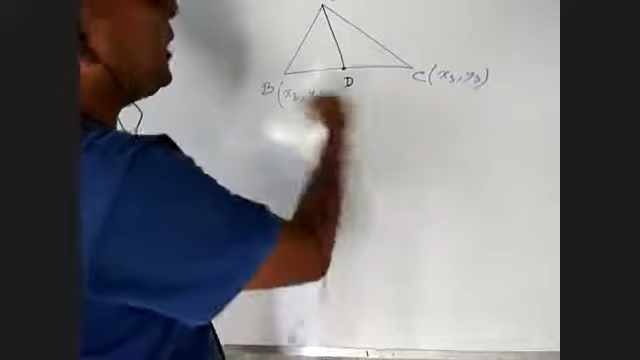 C(x₃, y₃)
B(x₂, y
D